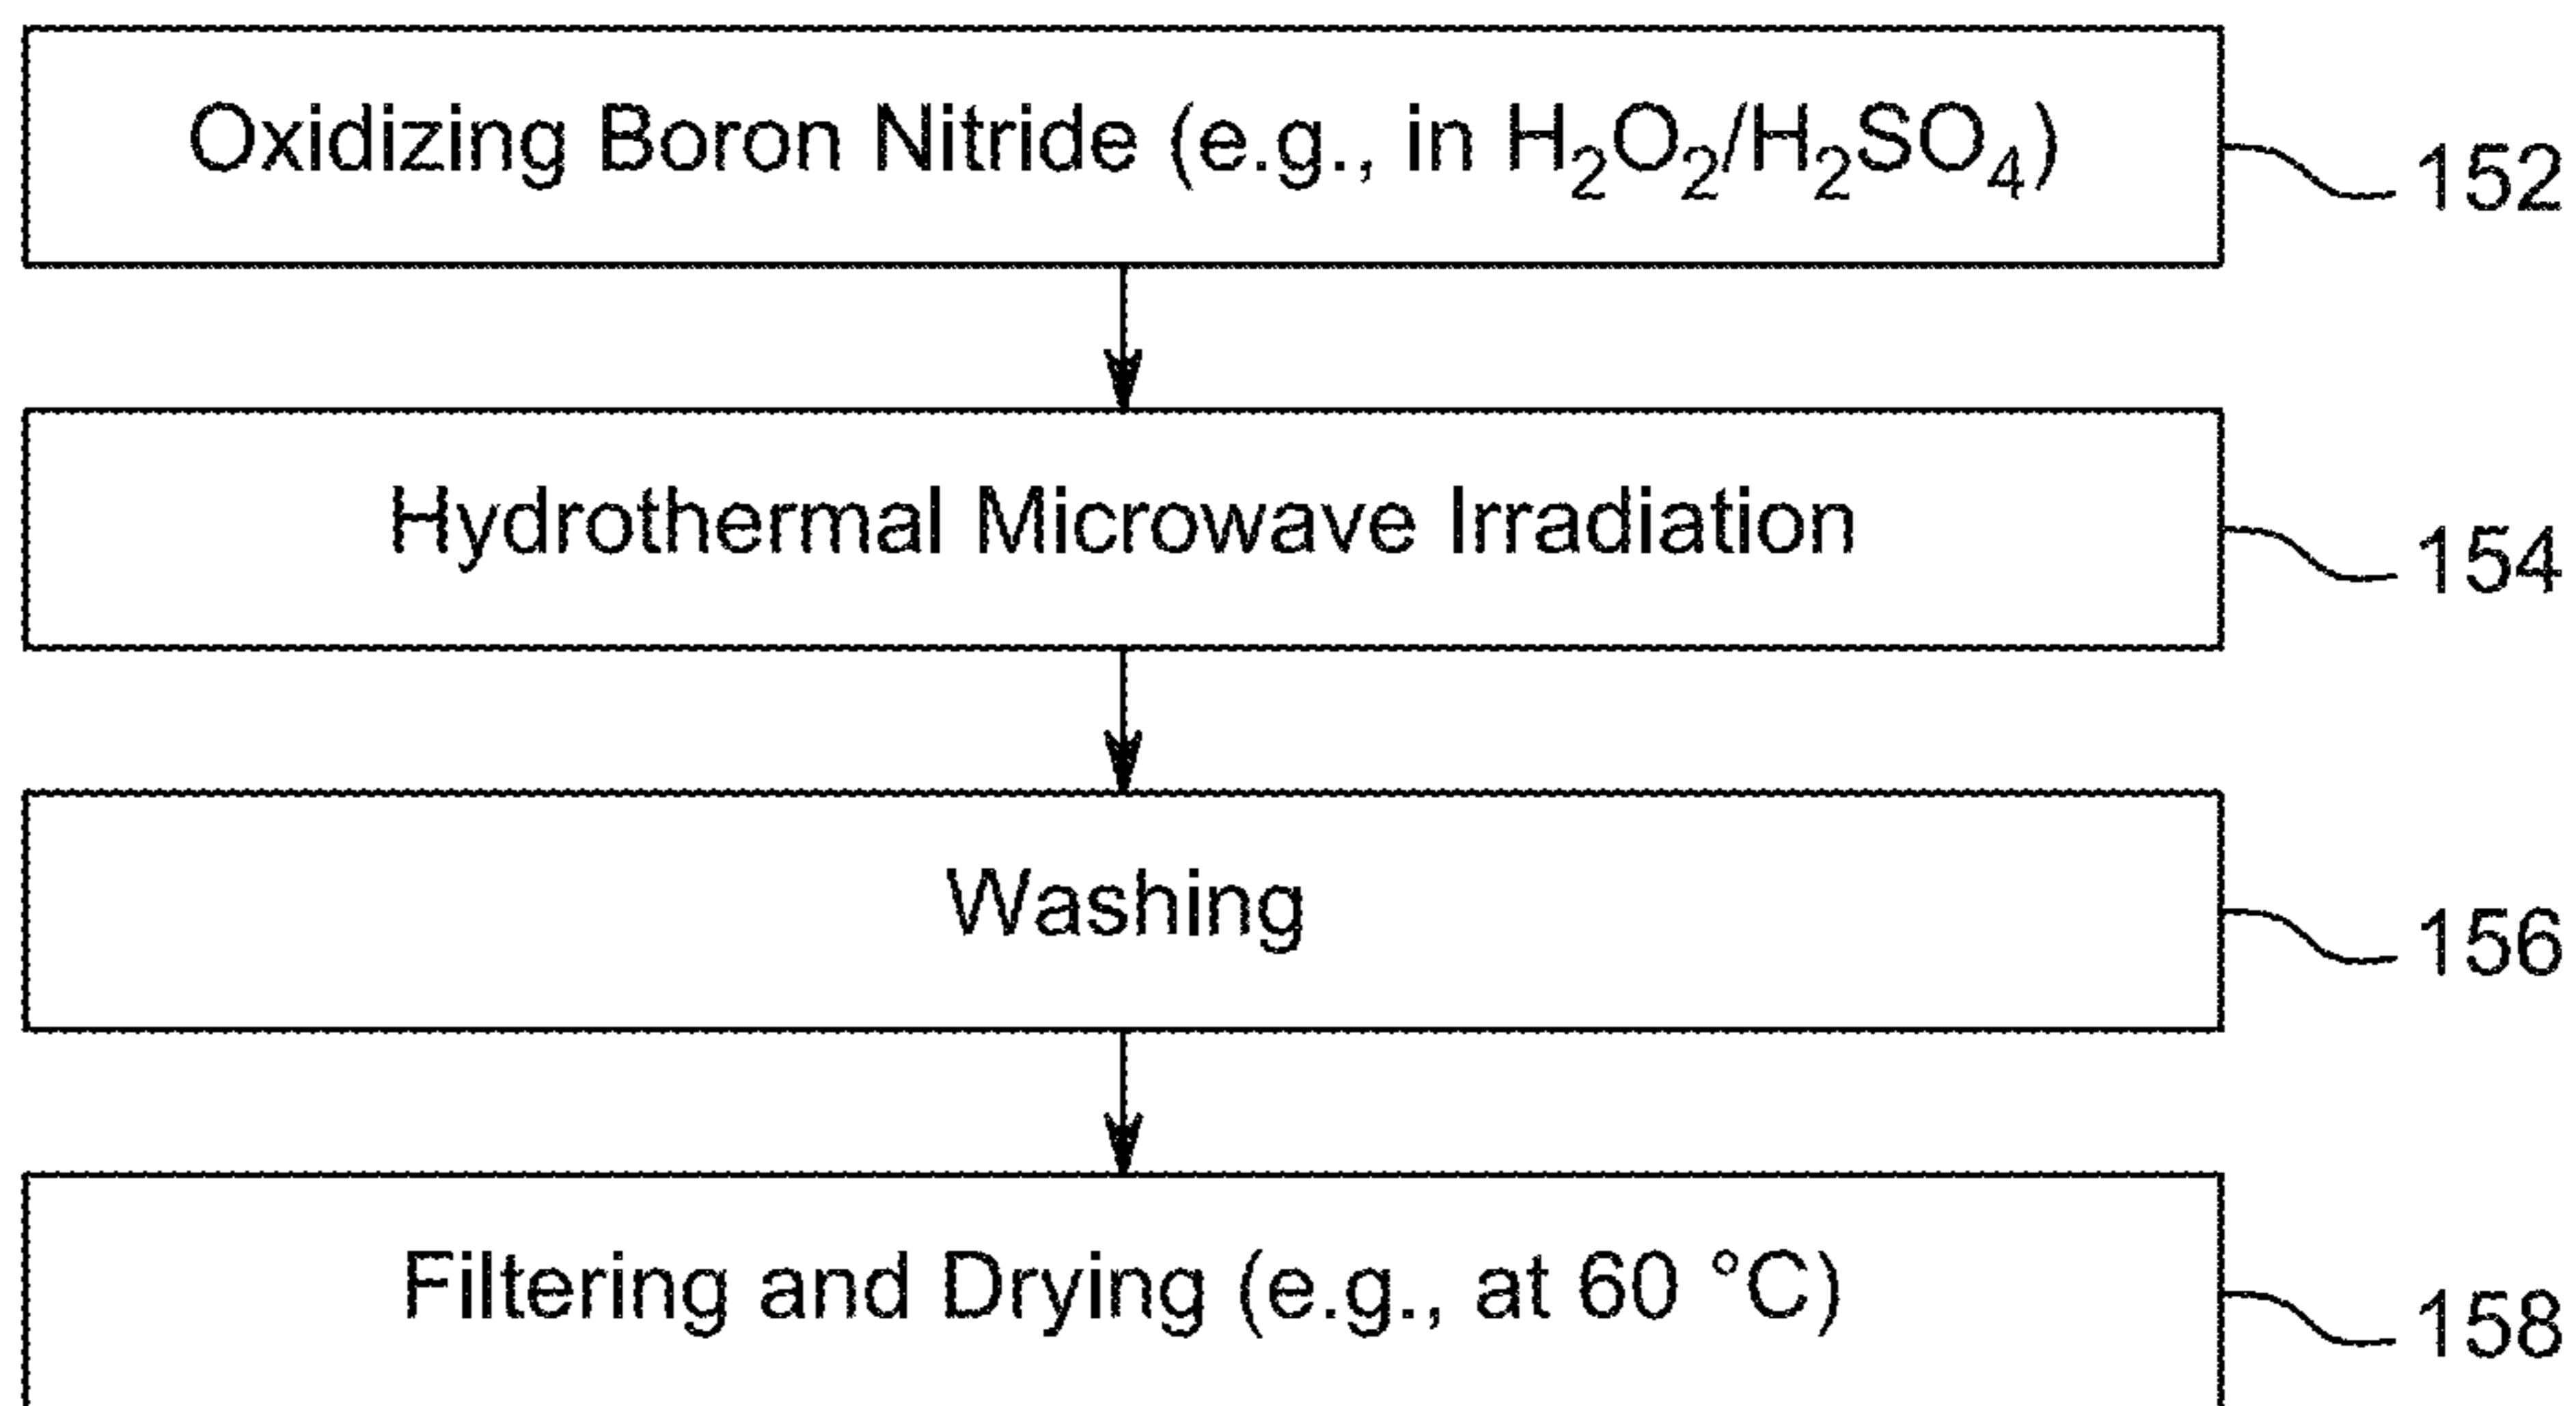 Oxidizing Boron Nitride (e.g., in H₂O₂/H₂SO₄)
152
Hydrothermal Microwave Irradiation
154
Washing
156
Filtering and Drying (e.g., at 60 °C)
158